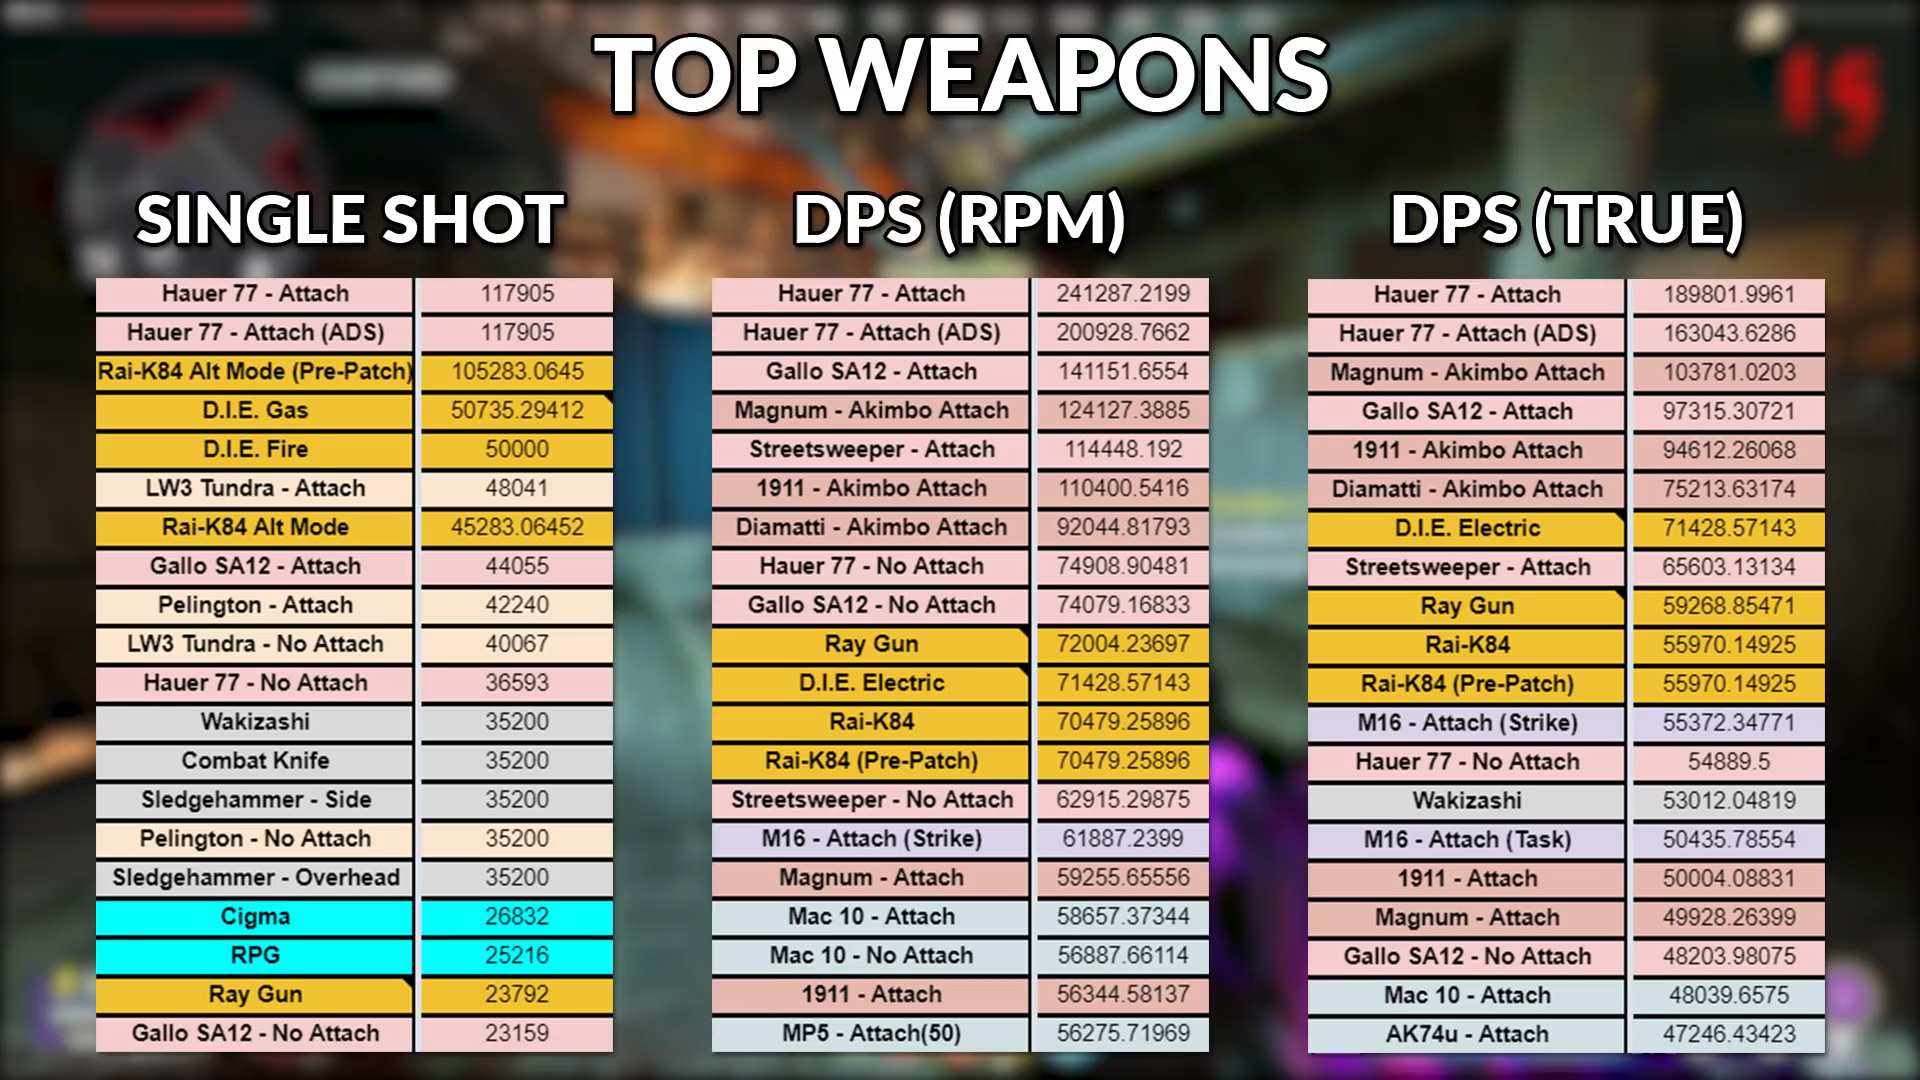 TOP WEAPONS
15
SINGLE SHOT
Hauer 77 - Attach 117905
Hauer 77 - Attach (ADS) 117905
Rai-K84 Alt Mode (Pre-Patch) 105283.0645
D.I.E. Gas 50735.29412
D.I.E. Fire 50000
LW3 Tundra - Attach 48041
Rai-K84 Alt Mode 45283.06452
Gallo SA12 - Attach 44055
Pelington - Attach 42240
LW3 Tundra - No Attach 40067
Hauer 77 - No Attach 36593
Wakizashi 35200
Combat Knife 35200
Sledgehammer - Side 35200
Pelington - No Attach 35200
Sledgehammer - Overhead 35200
Cigma 26832
RPG 25216
Ray Gun 23792
Gallo SA12 - No Attach 23159
DPS (RPM)
Hauer 77 - Attach 241287.2199
Hauer 77 - Attach (ADS) 200928.7662
Gallo SA12 - Attach 141151.6554
Magnum - Akimbo Attach 124127.3885
Streetsweeper - Attach 114448.192
1911 - Akimbo Attach 110400.5416
Diamatti - Akimbo Attach 92044.81793
Hauer 77 - No Attach 74908.90481
Gallo SA12 - No Attach 74079.16833
Ray Gun 72004.23697
D.I.E. Electric 71428.57143
Rai-K84 70479.25896
Rai-K84 (Pre-Patch) 70479.25896
Streetsweeper - No Attach 62915.29875
M16 - Attach (Strike) 61887.2399
Magnum - Attach 59255.65556
Mac 10 - Attach 58657.37344
Mac 10 - No Attach 56887.66114
1911 - Attach 56344.58137
MP5 - Attach(50) 56275.71969
DPS (TRUE)
Hauer 77 - Attach 189801.9961
Hauer 77 - Attach (ADS) 163043.6286
Magnum - Akimbo Attach 103781.0203
Gallo SA12 - Attach 97315.30721
1911 - Akimbo Attach 94612.26068
Diamatti - Akimbo Attach 75213.63174
D.I.E. Electric 71428.57143
Streetsweeper - Attach 65603.13134
Ray Gun 59268.85471
Rai-K84 55970.14925
Rai-K84 (Pre-Patch) 55970.14925
M16 - Attach (Strike) 55372.34771
Hauer 77 - No Attach 54889.5
Wakizashi 53012.04819
M16 - Attach (Task) 50435.78554
1911 - Attach 50004.08831
Magnum - Attach 49928.26399
Gallo SA12 - No Attach 48203.98075
Mac 10 - Attach 48039.6575
AK74u - Attach 47246.43423